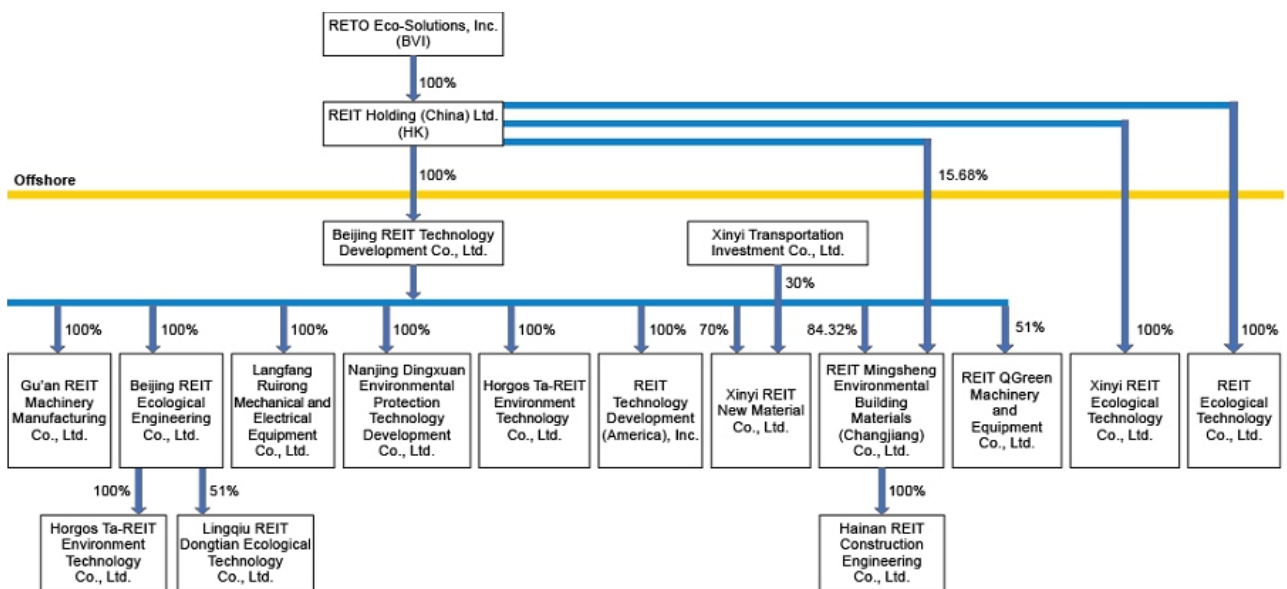 RETO Eco-Solutions, Inc.
(BVI)
100%
REIT Holding (China) Ltd.
(HK)
100%
15.68%
Offshore
Beijing REIT Technology
Development Co., Ltd.
Xinyi Transportation
Investment Co., Ltd.
30%
100%
100%
100%
100%
100%
100%
70%
84.32%
51%
100%
100%
Gu'an REIT
Machinery
Manufacturing
Co., Ltd.
Beijing REIT
Ecological
Engineering
Co., Ltd.
Langfang
Ruirong
Mechanical and
Electrical
Equipment
Co., Ltd.
Nanjing Dingxuan
Environmental
Protection
Technology
Development
Co., Ltd.
Horgos Ta-REIT
Environment
Technology
Co., Ltd.
REIT
Technology
Development
(America), Inc.
Xinyi REIT
New Material
Co., Ltd.
REIT Mingsheng
Environmental
Building
Materials
(Changjiang)
Co., Ltd.
REIT QGreen
Machinery
and
Equipment
Co., Ltd.
Xinyi REIT
Ecological
Technology
Co., Ltd.
REIT
Ecological
Technology
Co., Ltd.
100%
51%
100%
Horgos Ta-REIT
Environment
Technology
Co., Ltd.
Lingqiu REIT
Dongtian Ecological
Technology
Co., Ltd.
Hainan REIT
Construction
Engineering
Co., Ltd.